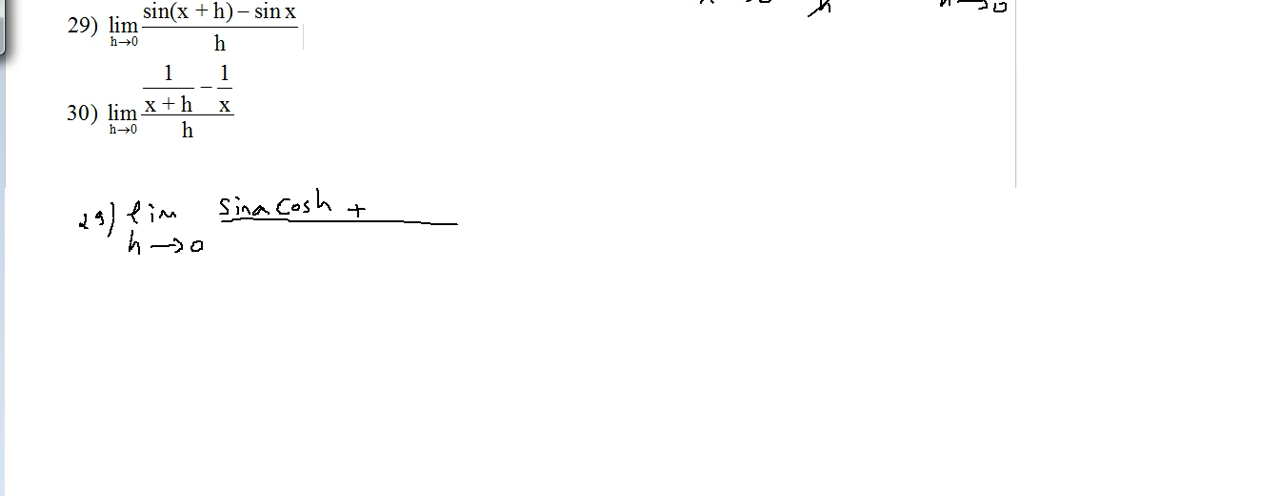 29) lim h→0 sin(x + h) – sin x / h
30) lim h→0 1/(x + h) – 1/x / h
29) lim h→0 sina cosh +